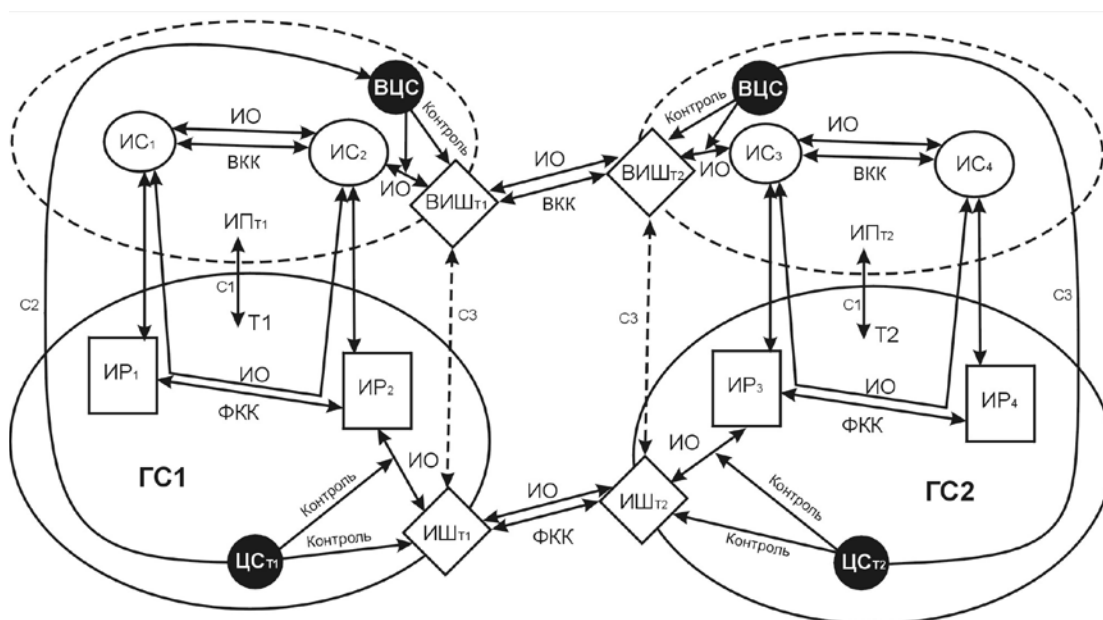 ВЦС
ВЦС
Контроль
Контроль
ИО
ИО
ИС₁
ИС₂
ИС₃
ИС₄
ВКК
ВКК
ИО
ИО
ИО
ВИШТ1
ВИШТ2
ВКК
ИПТ1
ИПТ2
С2
С1
С3
С3
С1
С3
Т1
Т2
ИР₁
ИО
ИР₂
ИР₃
ИО
ИР₄
ФКК
ФКК
ГС1
ИО
ИО
ГС2
Контроль
ИО
Контроль
ИШТ1
ИШТ2
ФКК
Контроль
Контроль
ЦСТ1
ЦСТ2